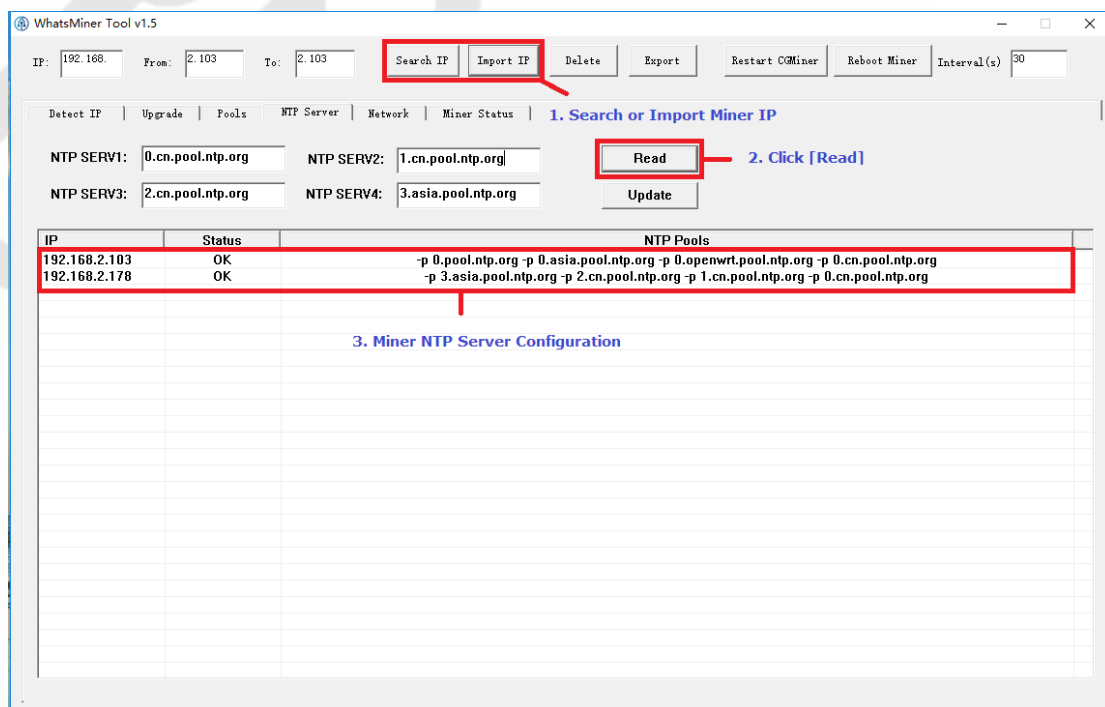 WhatsMiner Tool v1.5
IP: 192.168. From: 2.103 To: 2.103 Search IP Import IP Delete Export Restart CGMiner Reboot Miner Interval(s) 30
Detect IP Upgrade Pools NTP Server Network Miner Status 1. Search or Import Miner IP
NTP SERV1: 0.cn.pool.ntp.org NTP SERV2: 1.cn.pool.ntp.org Read 2. Click [Read]
NTP SERV3: 2.cn.pool.ntp.org NTP SERV4: 3.asia.pool.ntp.org Update
IP Status NTP Pools
192.168.2.103 OK -p 0.pool.ntp.org -p 0.asia.pool.ntp.org -p 0.openwrt.pool.ntp.org -p 0.cn.pool.ntp.org
192.168.2.178 OK -p 3.asia.pool.ntp.org -p 2.cn.pool.ntp.org -p 1.cn.pool.ntp.org -p 0.cn.pool.ntp.org
3. Miner NTP Server Configuration